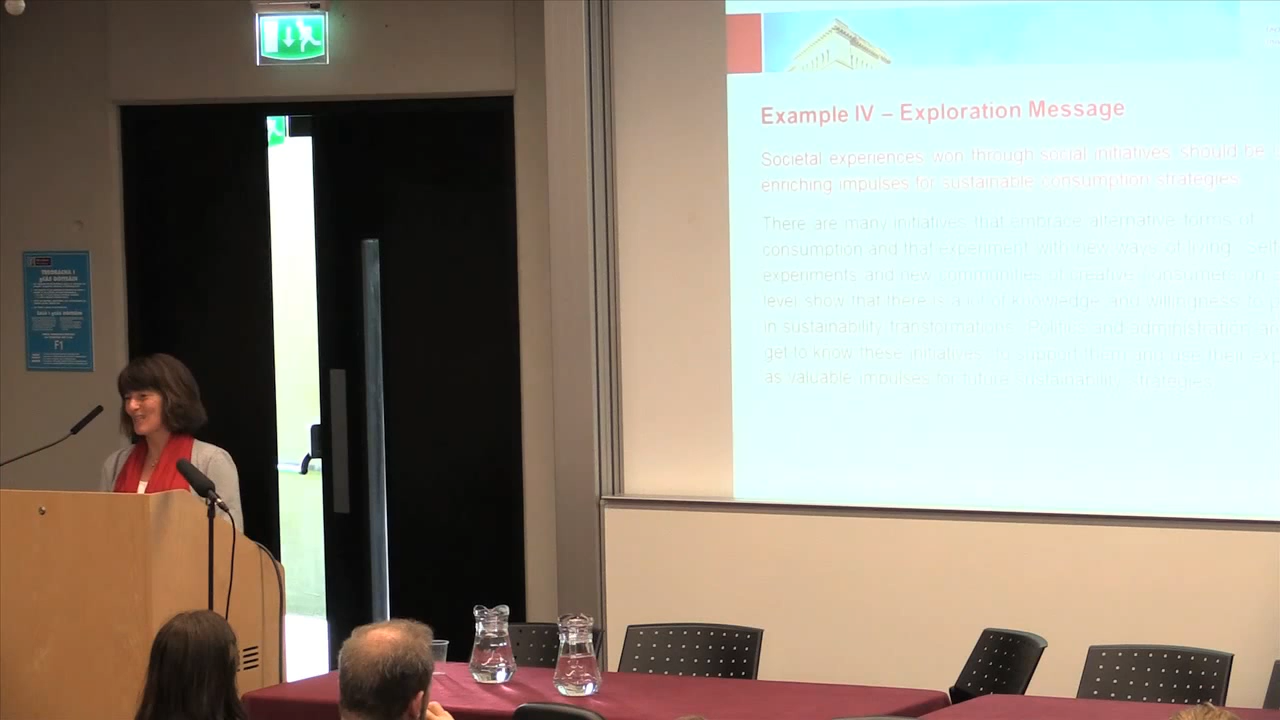 Example IV – Exploration Message
Societal experiences won through social initiatives should be
enriching impulses for sustainable consumption strategies.
There are many initiatives that embrace alternative forms of
consumption and that experiment with new ways of living. Self
experiments and new communities of creative consumers on
level show that there is a lot of knowledge and willingness to
in sustainability transformations. Politics and administration
get to know these initiatives, to support them and use their
as valuable impulses for future sustainability strategies.
F1